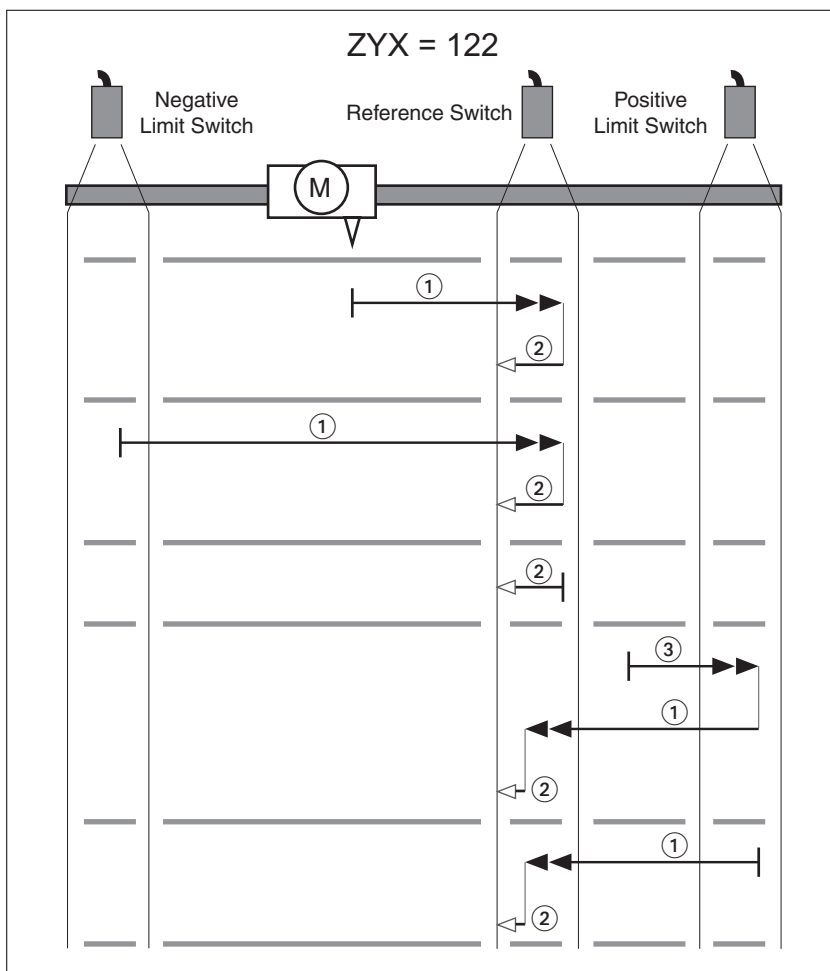 ZYX = 122
Negative
Limit Switch
Reference Switch
Positive
Limit Switch
M
1
2
1
2
2
3
1
2
1
2